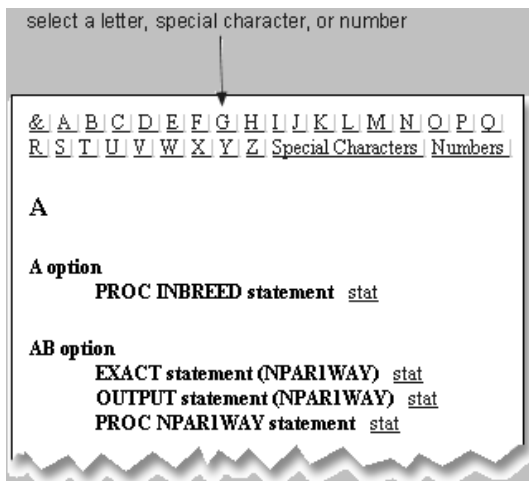 select a letter, special character, or number
& | A | B | C | D | E | F | G | H | I | J | K | L | M | N | O | P | Q |
R | S | T | U | V | W | X | Y | Z | Special Characters | Numbers |
A
A option
PROC INBREED statement stat
AB option
EXACT statement (NPAR1WAY) stat
OUTPUT statement (NPAR1WAY) stat
PROC NPAR1WAY statement stat